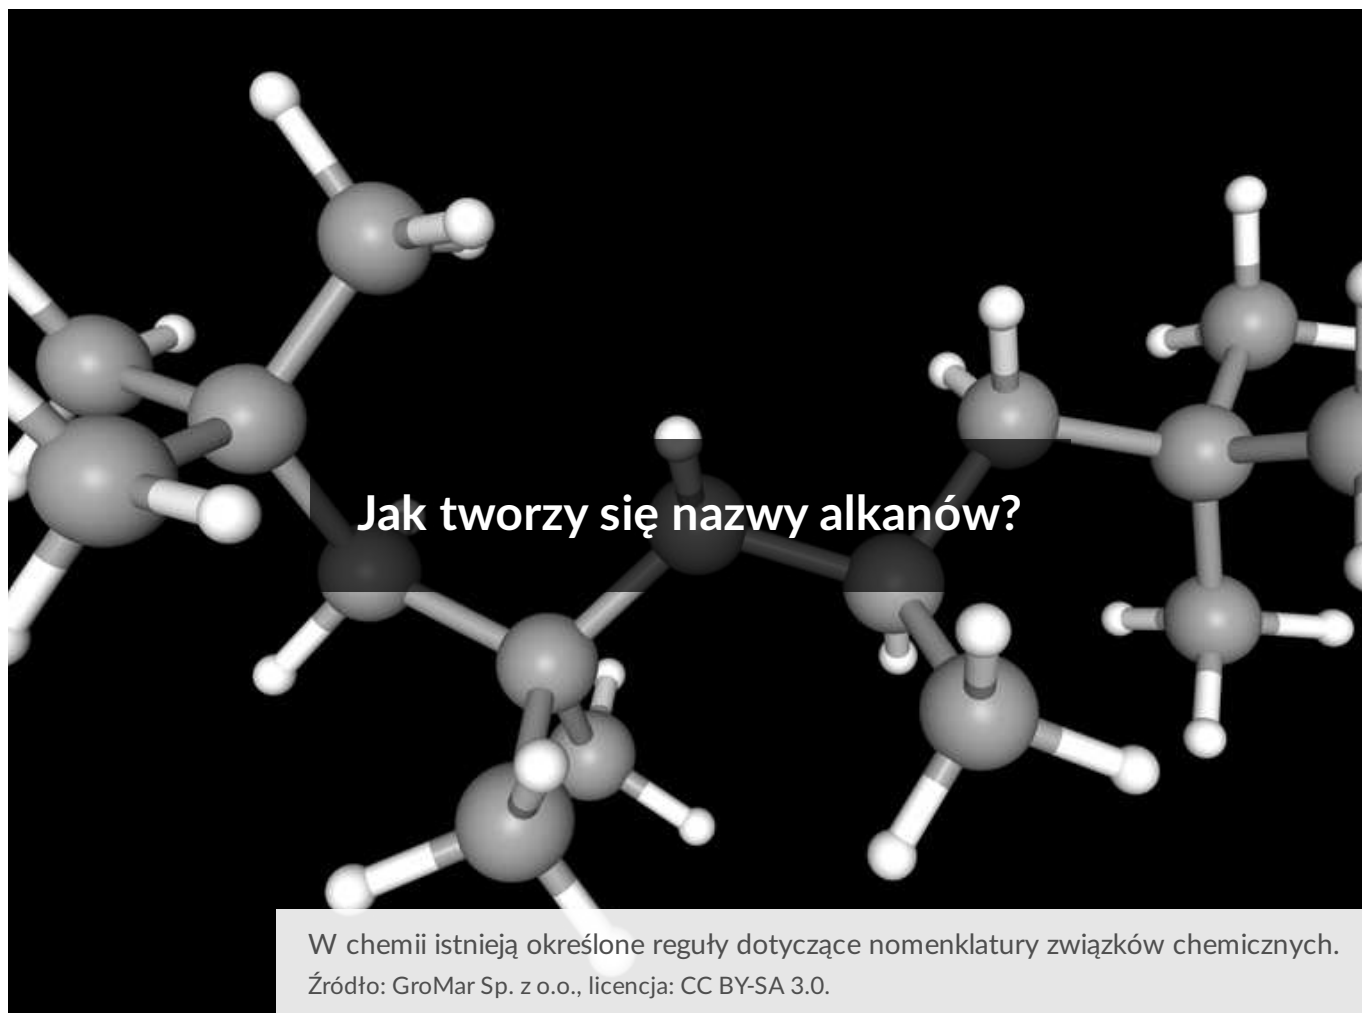 Jak tworzy się nazwy alkanów?
W chemii istnieją określone reguły dotyczące nomenklatury związków chemicznych.
Źródło: GroMar Sp. z o.o., licencja: CC BY-SA 3.0.